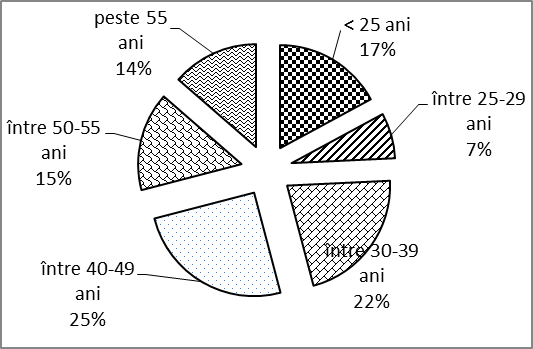 peste 55
ani
14%
< 25 ani
17%
între 25-29
ani
7%
între 30-39
ani
22%
între 40-49
ani
25%
între 50-55
ani
15%